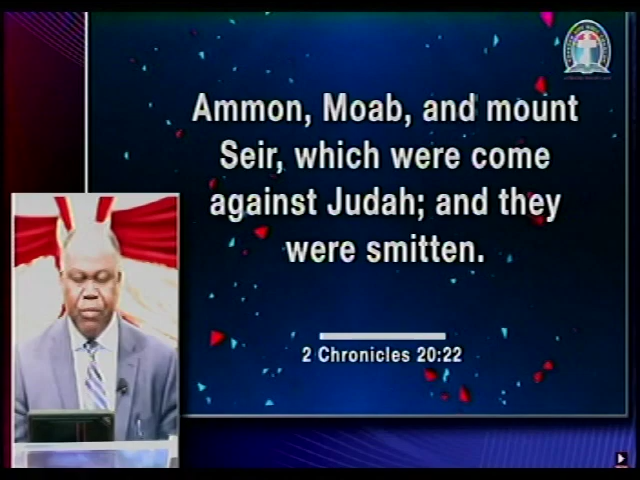 Ammon, Moab, and mount
Seir, which were come
against Judah; and they
were smitten.
2 Chronicles 20:22